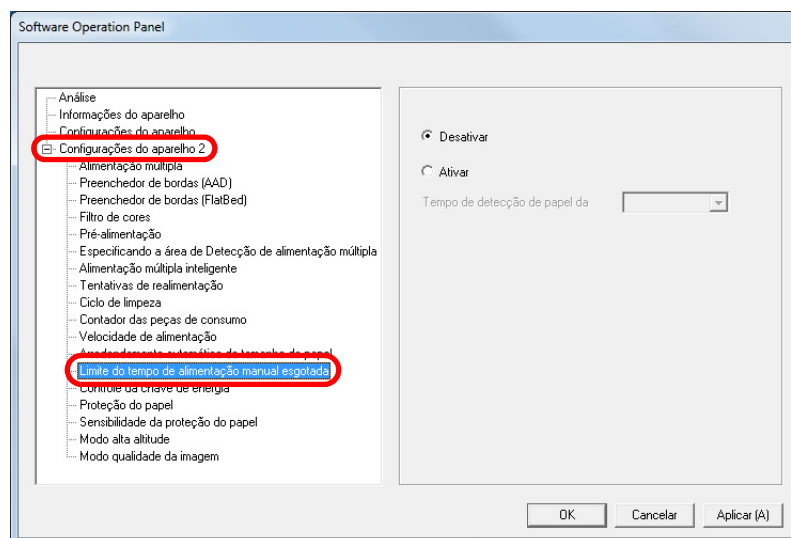 Software Operation Panel
Análise
Informações do aparelho
Configurações do aparelho
Configurações do aparelho 2
Alimentação múltipla
Preenchedor de bordas (AAD)
Preenchedor de bordas (FlatBed)
Filtro de cores
Pré-alimentação
Especificando a área de Detecção de alimentação múltipla
Alimentação múltipla inteligente
Tentativas de realimentação
Ciclo de limpeza
Contador das peças de consumo
Velocidade de alimentação
Arredondamento automático do tamanho do papel
Limite do tempo de alimentação manual esgotada
Controle da chave de energia
Proteção do papel
Sensibilidade da proteção do papel
Modo alta altitude
Modo qualidade da imagem
Desativar
Ativar
Tempo de detecção de papel da
OK
Cancelar
Aplicar (A)